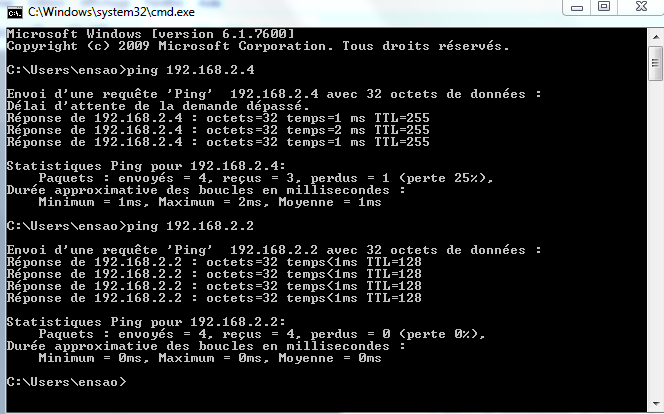 C:\Windows\system32\cmd.exe
Microsoft Windows [version 6.1.7600]
Copyright (c) 2009 Microsoft Corporation. Tous droits réservés.
C:\Users\ensao>ping 192.168.2.4
Envoi d'une requête 'Ping'  192.168.2.4 avec 32 octets de données :
Délai d'attente de la demande dépassé.
Réponse de 192.168.2.4 : octets=32 temps=1 ms TTL=255
Réponse de 192.168.2.4 : octets=32 temps=2 ms TTL=255
Réponse de 192.168.2.4 : octets=32 temps=1 ms TTL=255
Statistiques Ping pour 192.168.2.4:
    Paquets : envoyés = 4, reçus = 3, perdus = 1 (perte 25%),
Durée approximative des boucles en millisecondes :
    Minimum = 1ms, Maximum = 2ms, Moyenne = 1ms
C:\Users\ensao>ping 192.168.2.2
Envoi d'une requête 'Ping'  192.168.2.2 avec 32 octets de données :
Réponse de 192.168.2.2 : octets=32 temps<1ms TTL=128
Réponse de 192.168.2.2 : octets=32 temps<1ms TTL=128
Réponse de 192.168.2.2 : octets=32 temps<1ms TTL=128
Réponse de 192.168.2.2 : octets=32 temps<1ms TTL=128
Statistiques Ping pour 192.168.2.2:
    Paquets : envoyés = 4, reçus = 4, perdus = 0 (perte 0%),
Durée approximative des boucles en millisecondes :
    Minimum = 0ms, Maximum = 0ms, Moyenne = 0ms
C:\Users\ensao>